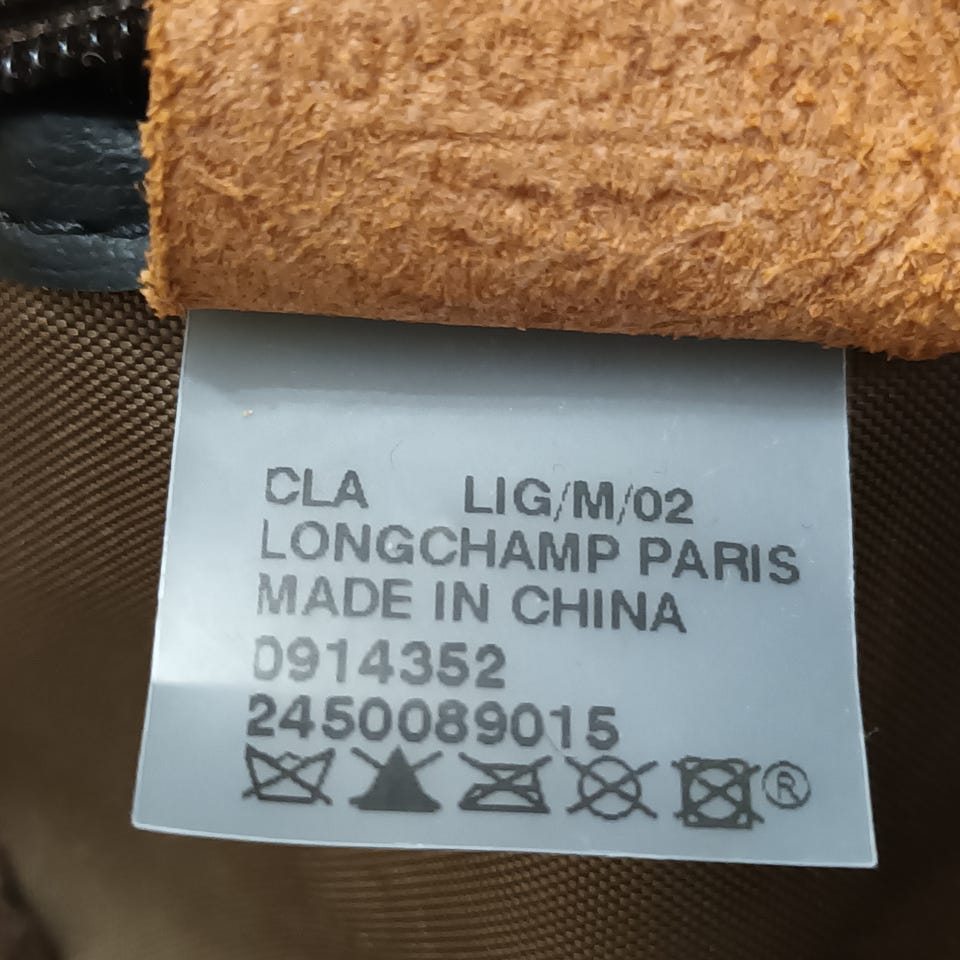 CLA LIG/M/02
LONGCHAMP PARIS
MADE IN CHINA
0914352
2450089015
®